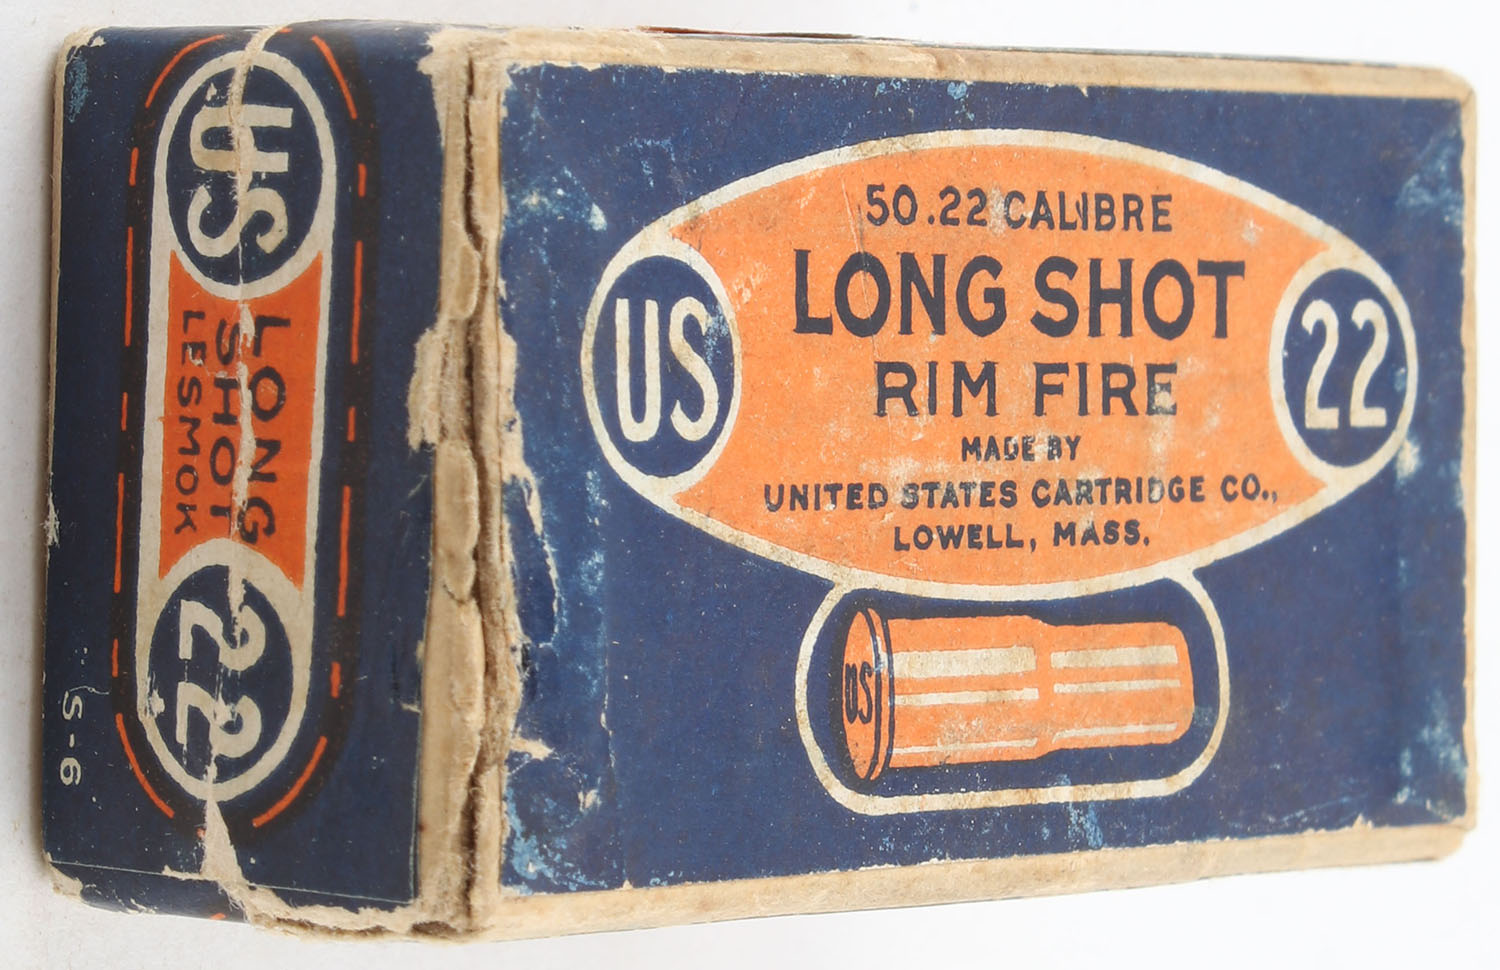 50 .22 CALIBRE
LONG SHOT
RIM FIRE
MADE BY
UNITED STATES CARTRIDGE CO.,
LOWELL, MASS.
US
22
US
US
LONG
SHOT
LESMOK
22
S-6